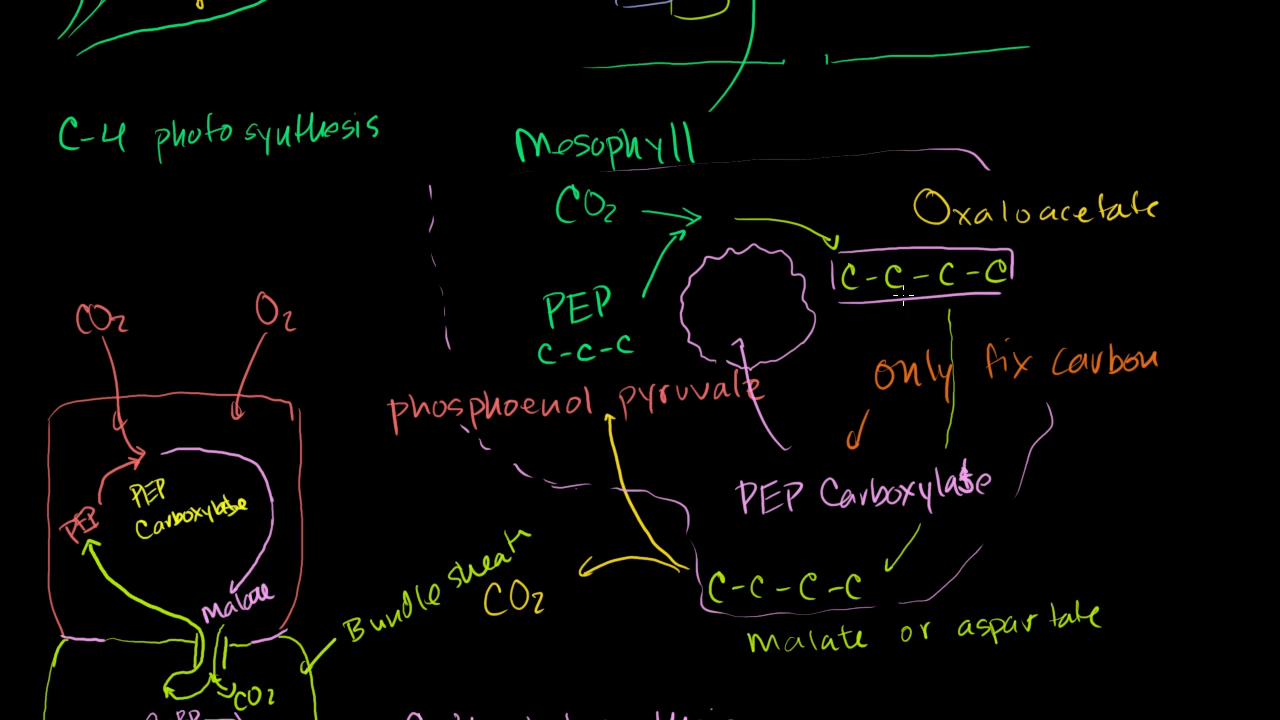 C-4 photosynthesis
Mesophyll
CO2
Oxaloacetate
C-C-C-C
PEP
C-C-C
CO2
O2
Only fix carbon
phosphoenol pyruvate
PEP Carboxylase
PEP
PEP
Carboxylase
Malate
Bundle sheath
CO2
C-C-C-C
Malate or aspartate
CO2